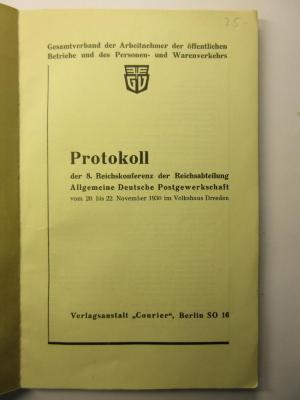 25.-
Gesamtverband der Arbeitnehmer der öffentlichen
Betriebe und des Personen- und Warenverkehrs
Protokoll
der 8. Reichskonferenz der Reichsabteilung
Allgemeine Deutsche Postgewerkschaft
vom 20. bis 22. November 1930 im Volkshaus Dresden
Verlagsanstalt „Courier“, Berlin SO 16